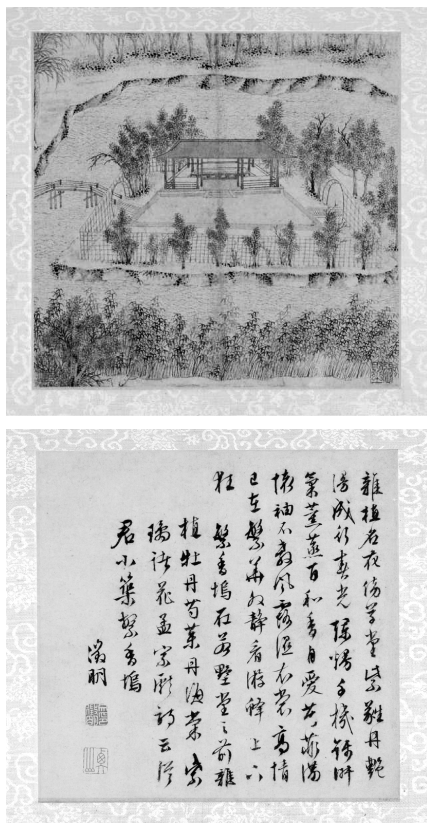 雜植名花傍草堂紫蕤丹艷
漫成行春光爛熳千機錦淑
氣薰蒸百和香自愛芳菲滿
懷袖不教風露濕衣裳高情
已在繁華外靜看游蜂上下
狂 繁香塢在若墅堂之前雜
植牡丹芍藥丹桂海棠紫
璚諸花孟宗獻詩云從
君小築繁香塢
徵明